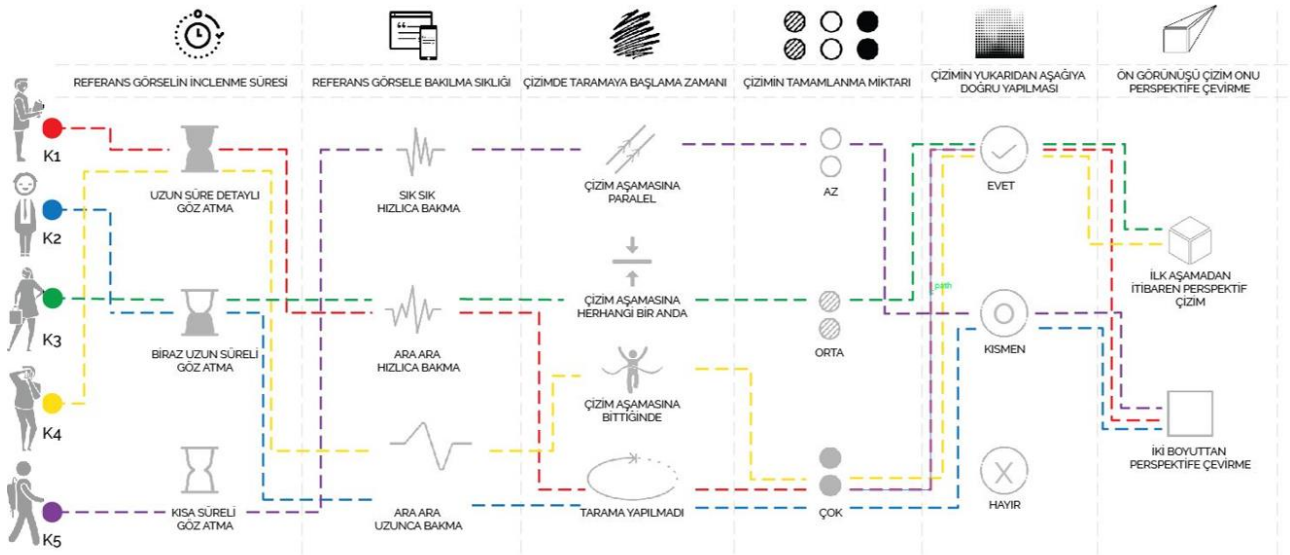 REFERANS GÖRSELİN İNCLENME SÜRESİ
REFERANS GÖRSELE BAKILMA SIKLIĞI
ÇİZİMDE TARAMAYA BAŞLAMA ZAMANI
ÇİZİMİN TAMAMLANMA MİKTARI
ÇİZİMİN YUKARIDAN AŞAĞIYA
DOĞRU YAPILMASI
ÖN GÖRÜNÜŞÜ ÇİZİM ONU
PERSPEKTİFE ÇEVİRME
K1
K2
K3
K4
K5
UZUN SÜRE DETAYLI
GÖZ ATMA
BİRAZ UZUN SÜRELİ
GÖZ ATMA
KISA SÜRELİ
GÖZ ATMA
SIK SIK
HIZLICA BAKMA
ARA ARA
HIZLICA BAKMA
ARA ARA
UZUNCA BAKMA
ÇİZİM AŞAMASINA
PARALEL
ÇİZİM AŞAMASINA
HERHANGİ BİR ANDA
ÇİZİM AŞAMASINA
BİTTİĞİNDE
TARAMA YAPILMADI
AZ
ORTA
ÇOK
EVET
path
KISMEN
HAYIR
İLK AŞAMADAN
İTİBAREN PERSPEKTİF
ÇİZİM
İKİ BOYUTTAN
PERSPEKTİFE ÇEVİRME